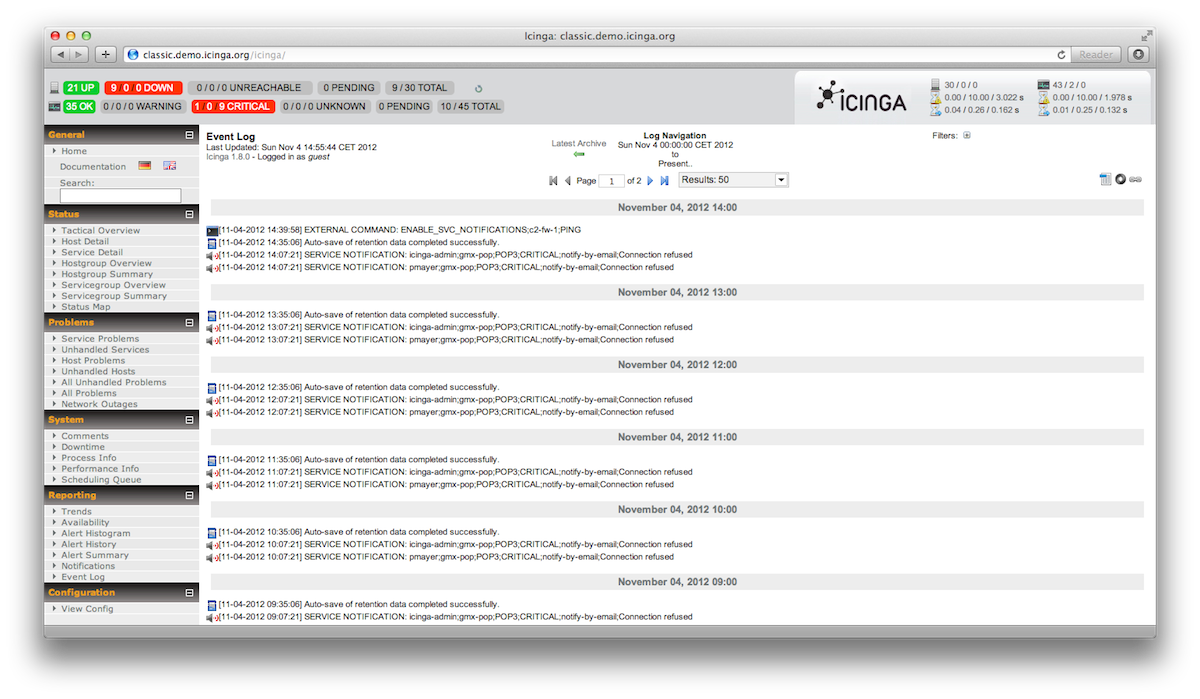 Icinga: classic.demo.icinga.org
classic.demo.icinga.org/icinga/
Reader
21 UP
9 / 0 / 0 DOWN
0 / 0 / 0 UNREACHABLE
0 PENDING
9 / 30 TOTAL
35 OK
0 / 0 / 0 WARNING
1 / 0 / 9 CRITICAL
0 / 0 / 0 UNKNOWN
0 PENDING
10 / 45 TOTAL
ICINGA
30 / 0 / 0
0.00 / 10.00 / 3.022 s
0.04 / 0.26 / 0.162 s
43 / 2 / 0
0.00 / 10.00 / 1.978 s
0.01 / 0.25 / 0.132 s
General
Home
Documentation
Search:
Status
Tactical Overview
Host Detail
Service Detail
Hostgroup Overview
Hostgroup Summary
Servicegroup Overview
Servicegroup Summary
Status Map
Problems
Service Problems
Unhandled Services
Host Problems
Unhandled Hosts
All Unhandled Problems
All Problems
Network Outages
System
Comments
Downtime
Process Info
Performance Info
Scheduling Queue
Reporting
Trends
Availability
Alert Histogram
Alert History
Alert Summary
Notifications
Event Log
Configuration
View Config
Event Log
Last Updated: Sun Nov 4 14:55:44 CET 2012
Icinga 1.8.0 - Logged in as guest
Latest Archive
Log Navigation
Sun Nov 4 00:00:00 CET 2012
to
Present..
Filters:
Page 1 of 2
Results: 50
November 04, 2012 14:00
[11-04-2012 14:39:58] EXTERNAL COMMAND: ENABLE_SVC_NOTIFICATIONS;c2-fw-1;PING
[11-04-2012 14:35:06] Auto-save of retention data completed successfully.
[11-04-2012 14:07:21] SERVICE NOTIFICATION: icinga-admin;gmx-pop;POP3;CRITICAL;notify-by-email;Connection refused
[11-04-2012 14:07:21] SERVICE NOTIFICATION: pmayer;gmx-pop;POP3;CRITICAL;notify-by-email;Connection refused
November 04, 2012 13:00
[11-04-2012 13:35:06] Auto-save of retention data completed successfully.
[11-04-2012 13:07:21] SERVICE NOTIFICATION: icinga-admin;gmx-pop;POP3;CRITICAL;notify-by-email;Connection refused
[11-04-2012 13:07:21] SERVICE NOTIFICATION: pmayer;gmx-pop;POP3;CRITICAL;notify-by-email;Connection refused
November 04, 2012 12:00
[11-04-2012 12:35:06] Auto-save of retention data completed successfully.
[11-04-2012 12:07:21] SERVICE NOTIFICATION: icinga-admin;gmx-pop;POP3;CRITICAL;notify-by-email;Connection refused
[11-04-2012 12:07:21] SERVICE NOTIFICATION: pmayer;gmx-pop;POP3;CRITICAL;notify-by-email;Connection refused
November 04, 2012 11:00
[11-04-2012 11:35:06] Auto-save of retention data completed successfully.
[11-04-2012 11:07:21] SERVICE NOTIFICATION: icinga-admin;gmx-pop;POP3;CRITICAL;notify-by-email;Connection refused
[11-04-2012 11:07:21] SERVICE NOTIFICATION: pmayer;gmx-pop;POP3;CRITICAL;notify-by-email;Connection refused
November 04, 2012 10:00
[11-04-2012 10:35:06] Auto-save of retention data completed successfully.
[11-04-2012 10:07:21] SERVICE NOTIFICATION: icinga-admin;gmx-pop;POP3;CRITICAL;notify-by-email;Connection refused
[11-04-2012 10:07:21] SERVICE NOTIFICATION: pmayer;gmx-pop;POP3;CRITICAL;notify-by-email;Connection refused
November 04, 2012 09:00
[11-04-2012 09:35:06] Auto-save of retention data completed successfully.
[11-04-2012 09:07:21] SERVICE NOTIFICATION: icinga-admin;gmx-pop;POP3;CRITICAL;notify-by-email;Connection refused